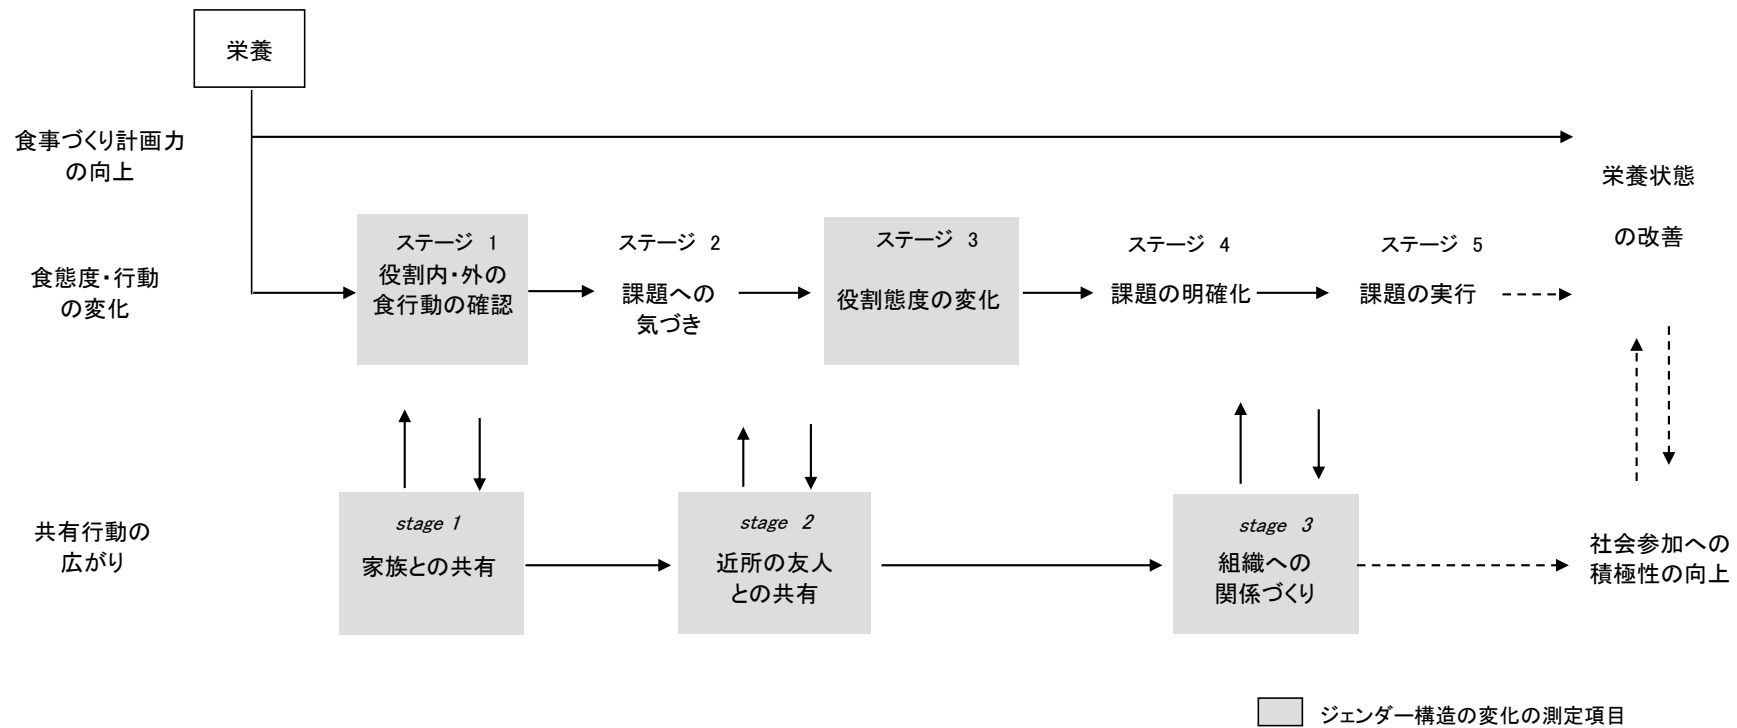 栄養
食事づくり計画力
の向上
栄養状態
の改善
食態度・行動
の変化
ステージ 1
役割内・外の
食行動の確認
ステージ 2
課題への
気づき
ステージ 3
役割態度の変化
ステージ 4
課題の明確化
ステージ 5
課題の実行
共有行動の
広がり
stage 1
家族との共有
stage 2
近所の友人
との共有
stage 3
組織への
関係づくり
社会参加への
積極性の向上
ジェンダー構造の変化の測定項目